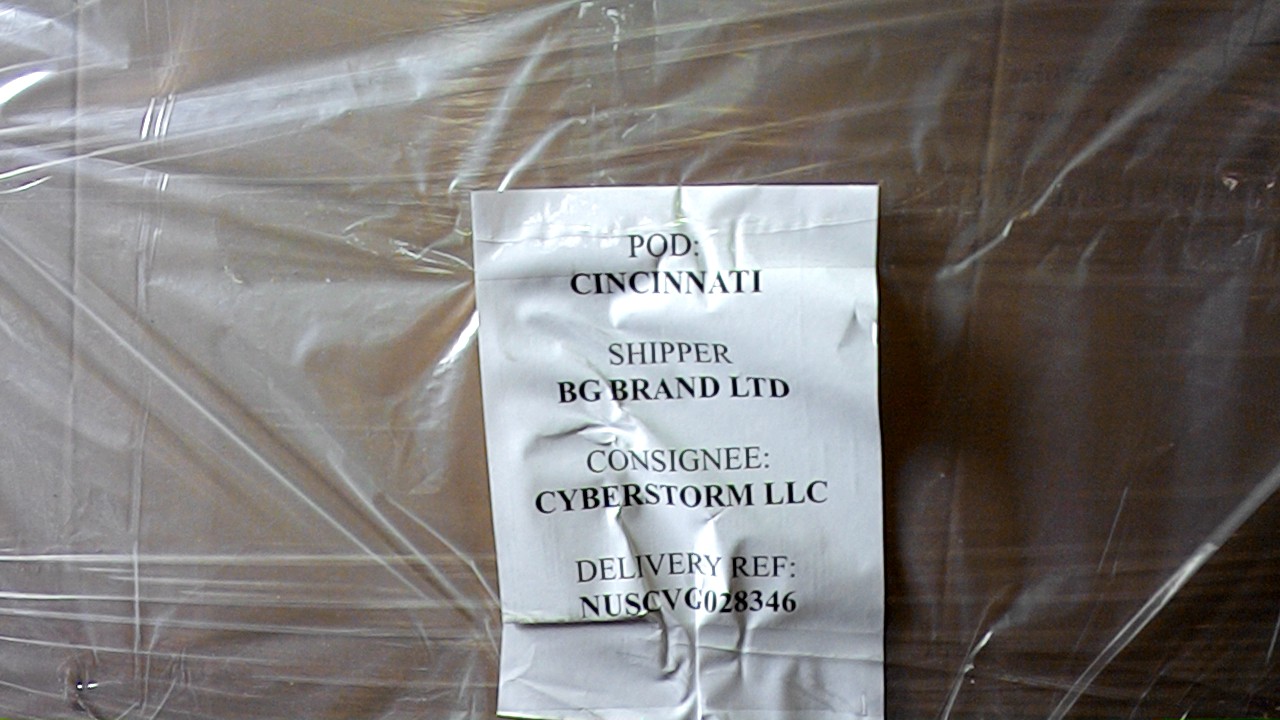 POD:
CINCINNATI
SHIPPER
BG BRAND LTD
CONSIGNEE:
CYBERSTORM LLC
DELIVERY REF:
NUSCVG028346